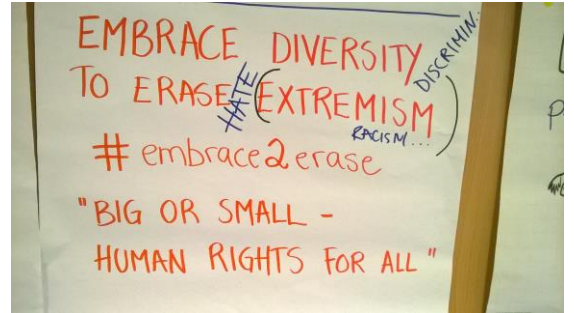 EMBRACE DIVERSITY
DISCRIMIN...
TO ERASE HATE (EXTREMISM)
RACISM...
# embrace2erase
"BIG OR SMALL -
HUMAN RIGHTS FOR ALL"